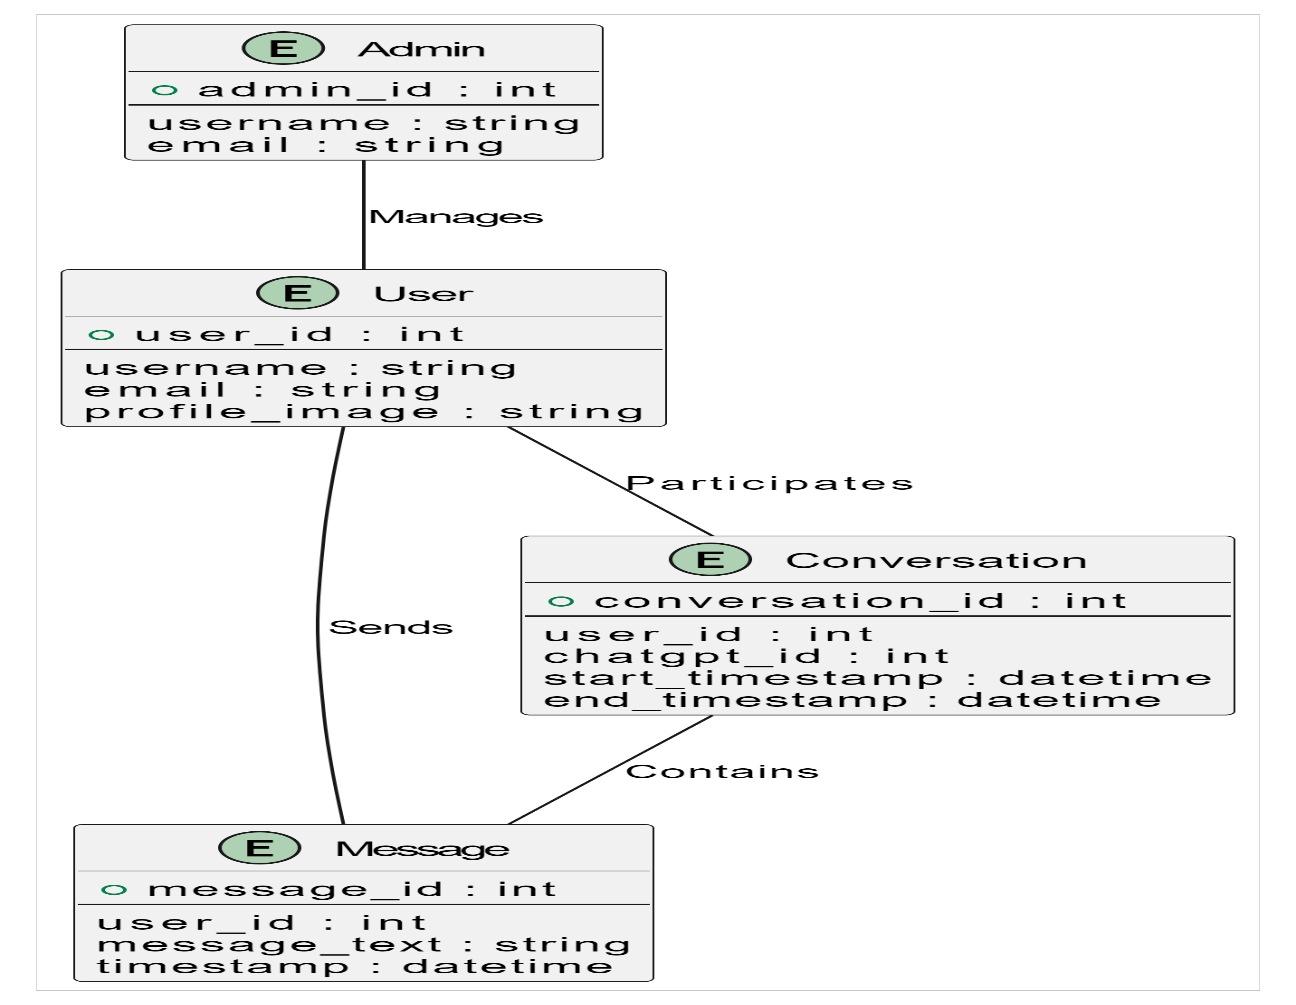 E Admin
admin_id : int
username : string
email : string
Manages
E User
user_id : int
username : string
email : string
profile_image : string
Participates
E Conversation
conversation_id : int
user_id : int
chatgpt_id : int
start_timestamp : datetime
end_timestamp : datetime
Sends
Contains
E Message
message_id : int
user_id : int
message_text : string
timestamp : datetime